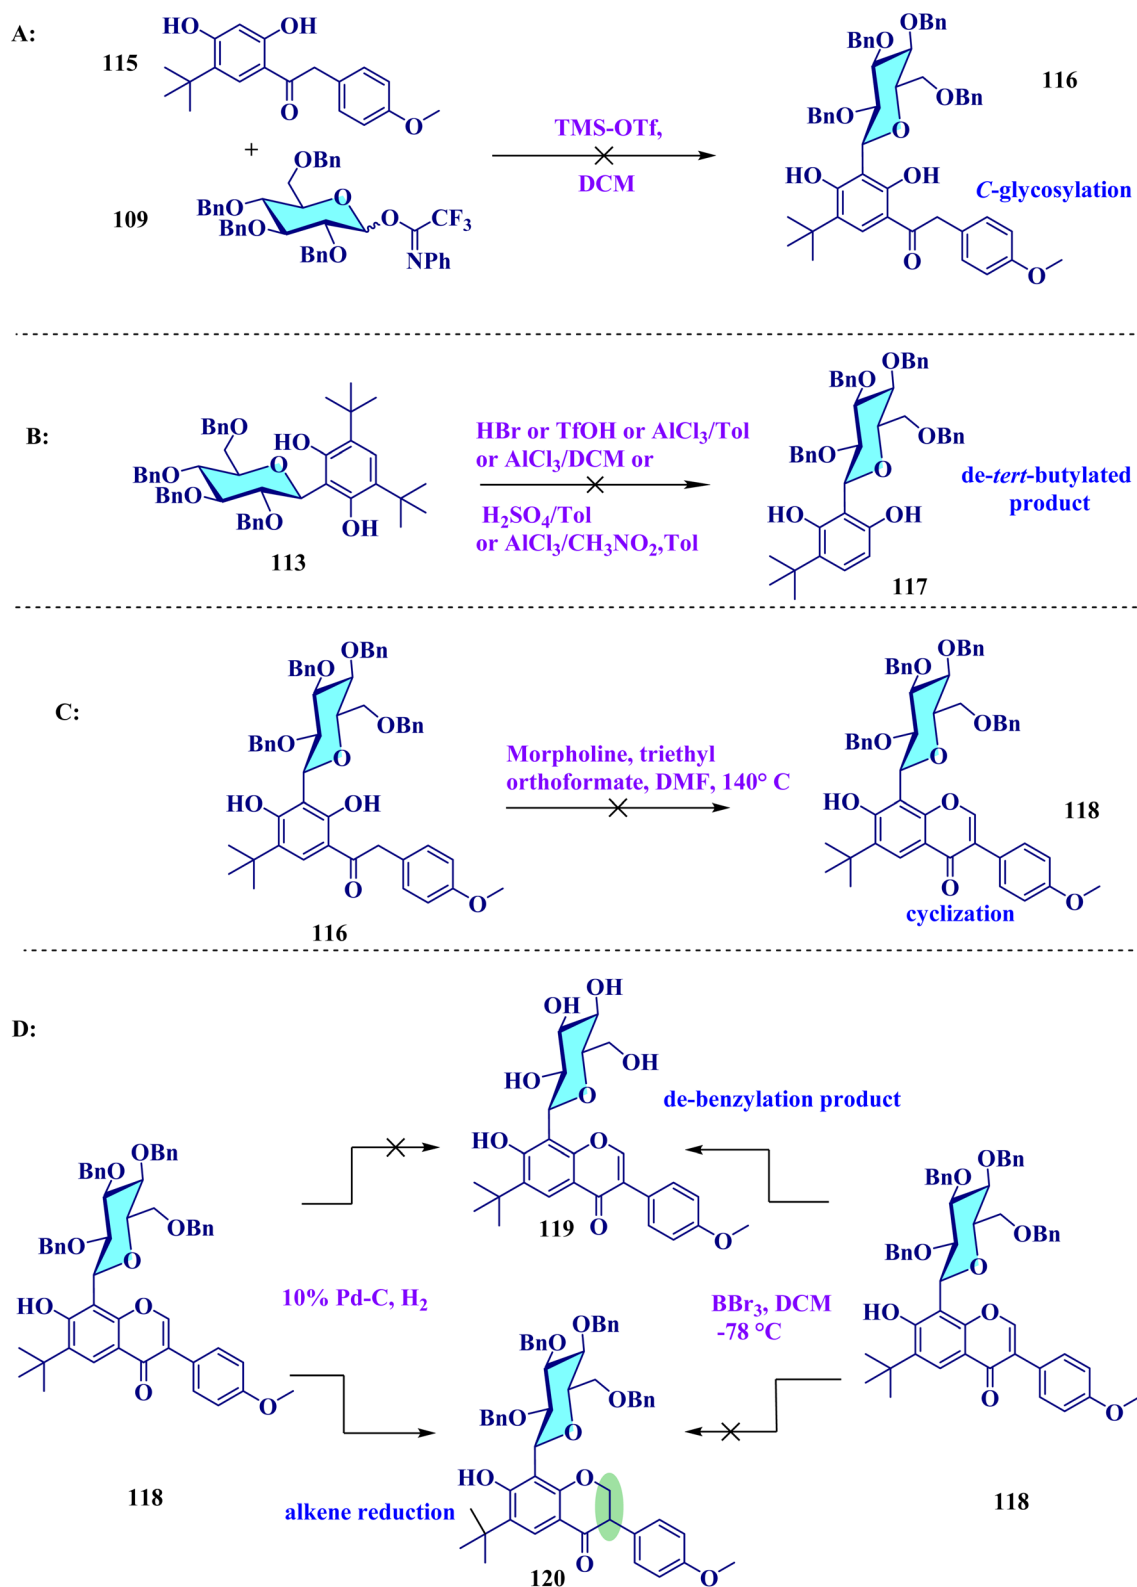 A:
115
HO
OH
O
O
+
109
OBn
BnO
O
BnO
BnO
O
CF3
NPh
TMS-OTf,
DCM
OBn
BnO
OBn
BnO
O
HO
OH
O
O
116
C-glycosylation
B:
BnO
BnO
O
BnO
BnO
HO
OH
113
HBr or TfOH or AlCl3/Tol
or AlCl3/DCM or
H2SO4/Tol
or AlCl3/CH3NO2,Tol
OBn
BnO
OBn
BnO
O
HO
OH
117
de-tert-butylated
product
C:
OBn
BnO
OBn
BnO
O
HO
OH
O
O
116
Morpholine, triethyl
orthoformate, DMF, 140° C
OBn
BnO
OBn
BnO
O
HO
O
O
O
118
cyclization
D:
OH
OH
OH
HO
O
HO
O
O
O
119
de-benzylation product
OBn
BnO
OBn
BnO
O
HO
O
O
O
118
10% Pd-C, H2
BBr3, DCM
-78 °C
OBn
BnO
OBn
BnO
O
HO
O
O
O
118
OBn
BnO
OBn
BnO
O
HO
O
O
O
alkene reduction
120